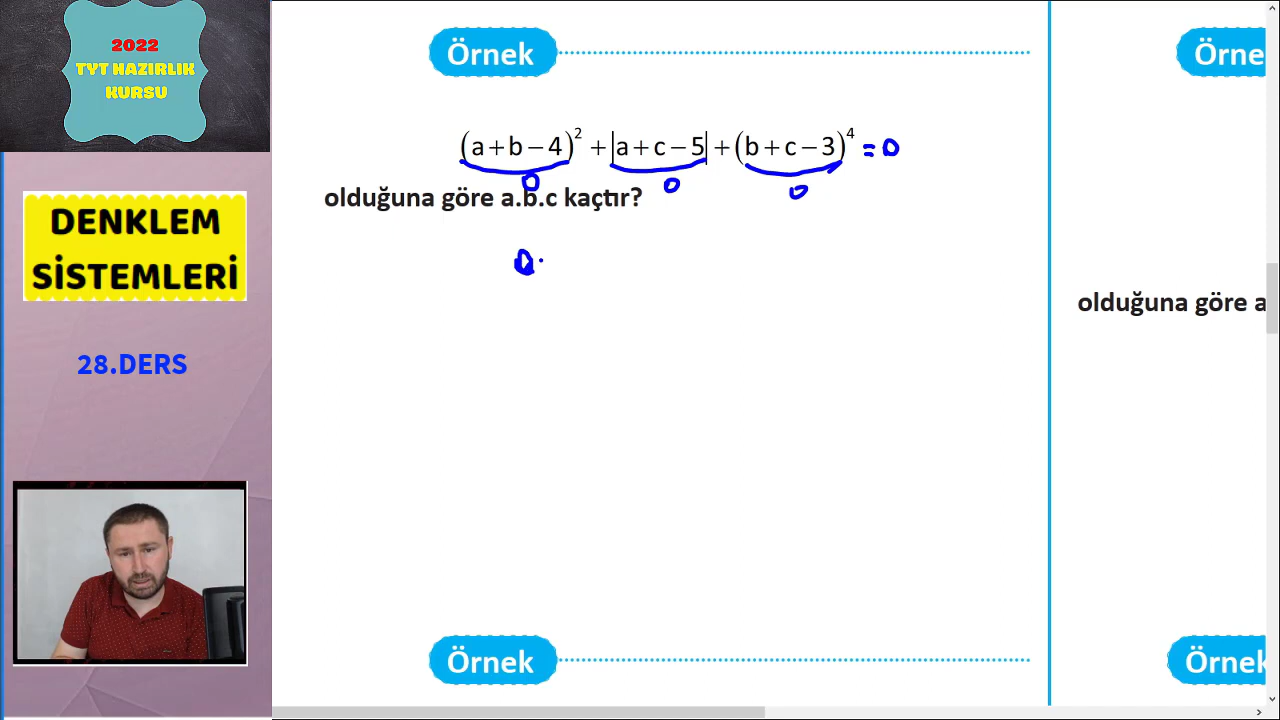 2022
TYT HAZIRLIK
KURSU
DENKLEM
SİSTEMLERİ
28.DERS
Örnek
(a+b−4)² + |a+c−5| + (b+c−3)⁴ = 0
0 0 0
olduğuna göre a.b.c kaçtır?
a
Örnek
Örne
olduğuna göre a
Örnek